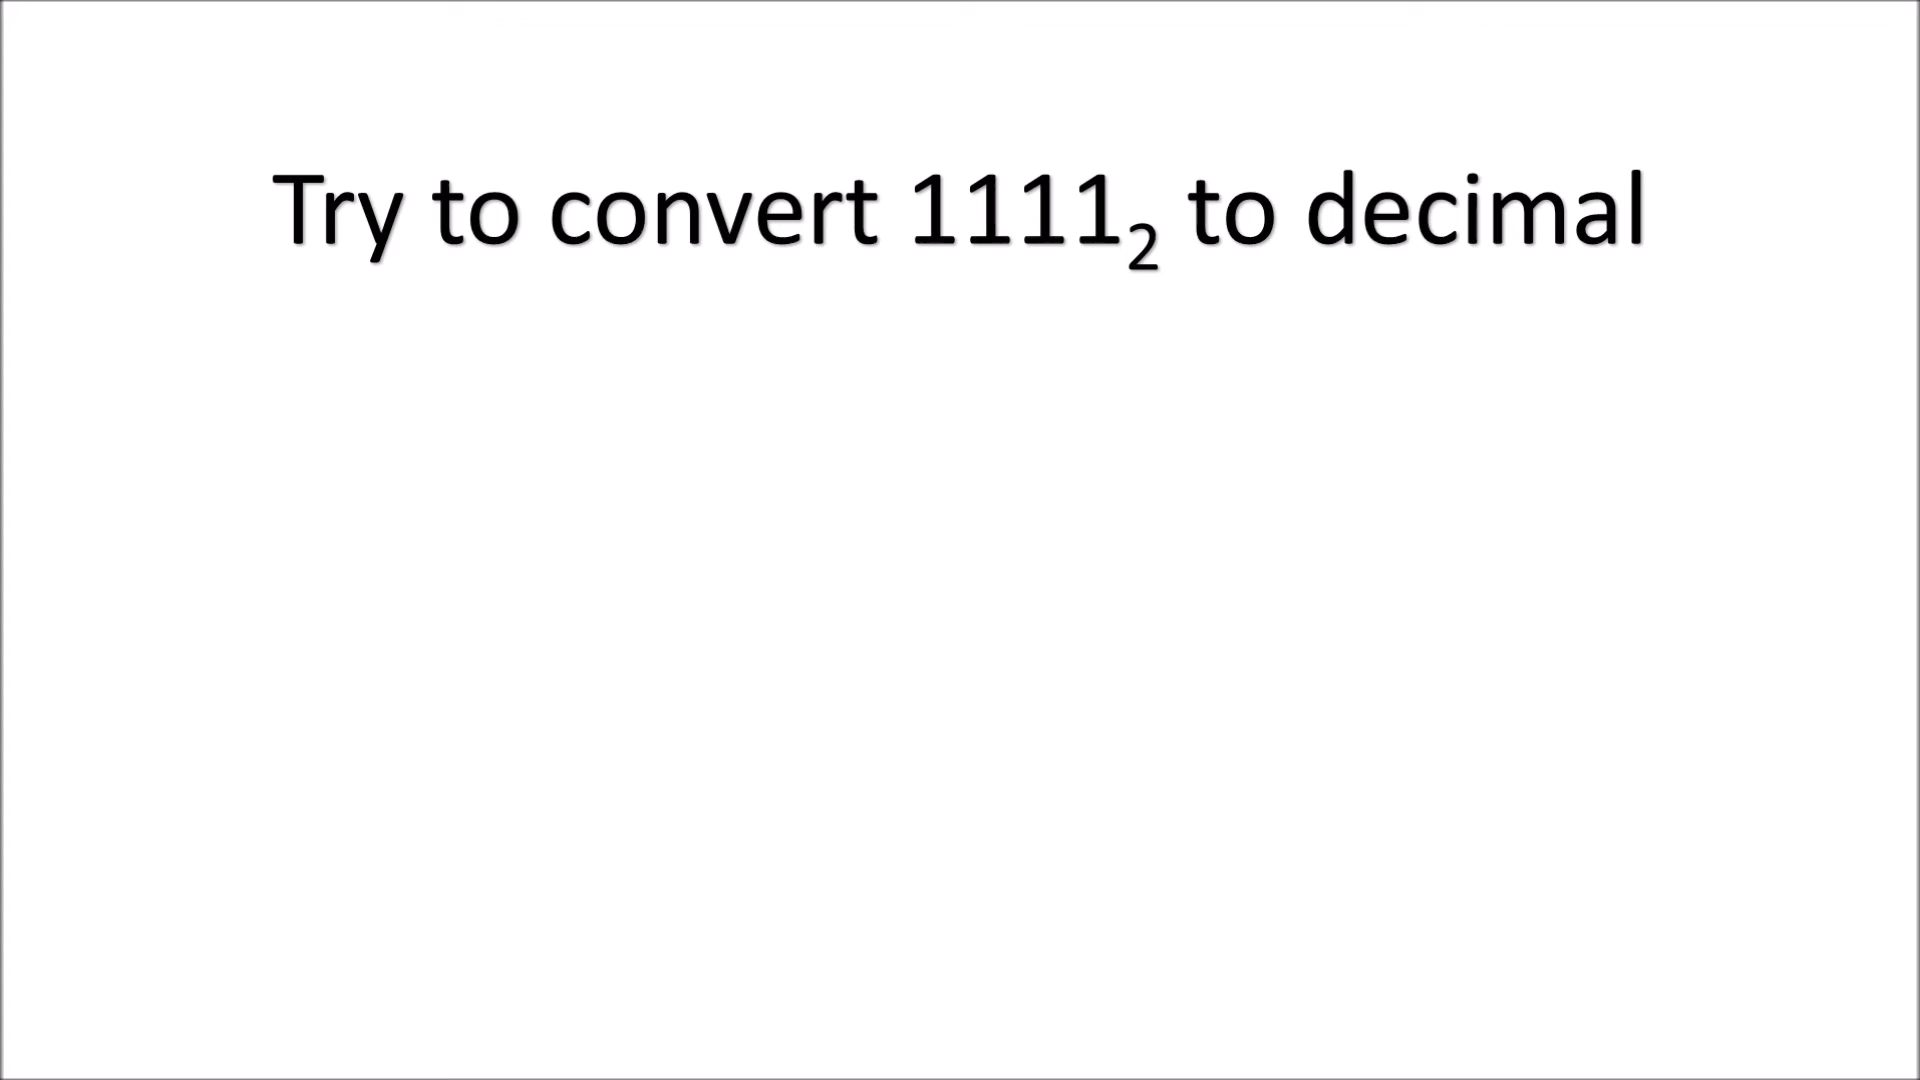 Try to convert 1111₂ to decimal